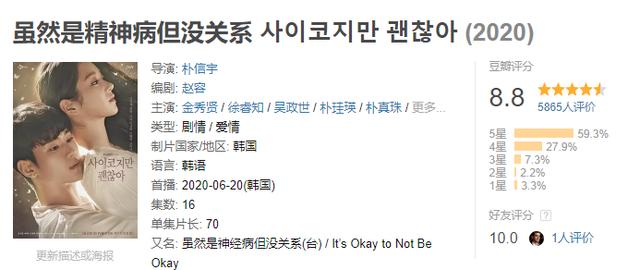 虽然是精神病但没关系 사이코지만 괜찮아 (2020)
사이코지만
괜찮아
更新描述或海报
导演: 朴信宇
编剧: 赵容
主演: 金秀贤 / 徐睿知 / 吴政世 / 朴珪瑛 / 朴真珠 / 更多...
类型: 剧情 / 爱情
制片国家/地区: 韩国
语言: 韩语
首播: 2020-06-20(韩国)
集数: 16
单集片长: 70
又名: 虽然是神经病但没关系(台) / It's Okay to Not Be
Okay
豆瓣评分
8.8
5865人评价
5星 59.3%
4星 27.9%
3星 7.3%
2星 2.2%
1星 3.3%
好友评分 ?
10.0 1人评价